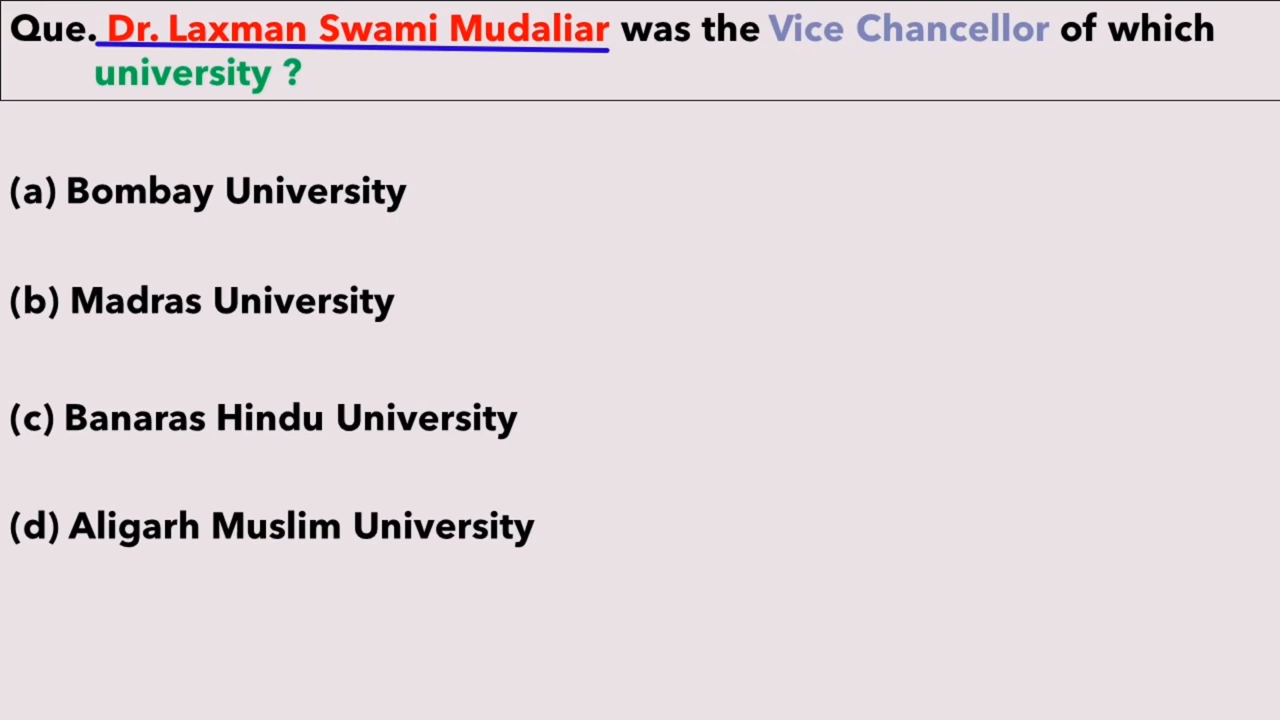 Que. Dr. Laxman Swami Mudaliar was the Vice Chancellor of which
university ?
(a) Bombay University
(b) Madras University
(c) Banaras Hindu University
(d) Aligarh Muslim University